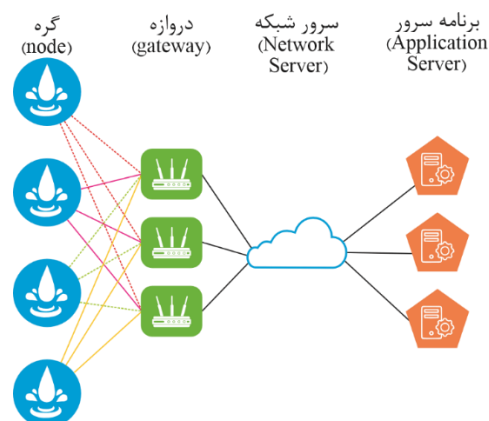 گره
(node)
دروازه
(gateway)
سرور شبکه
(Network
Server)
برنامه سرور
(Application
Server)